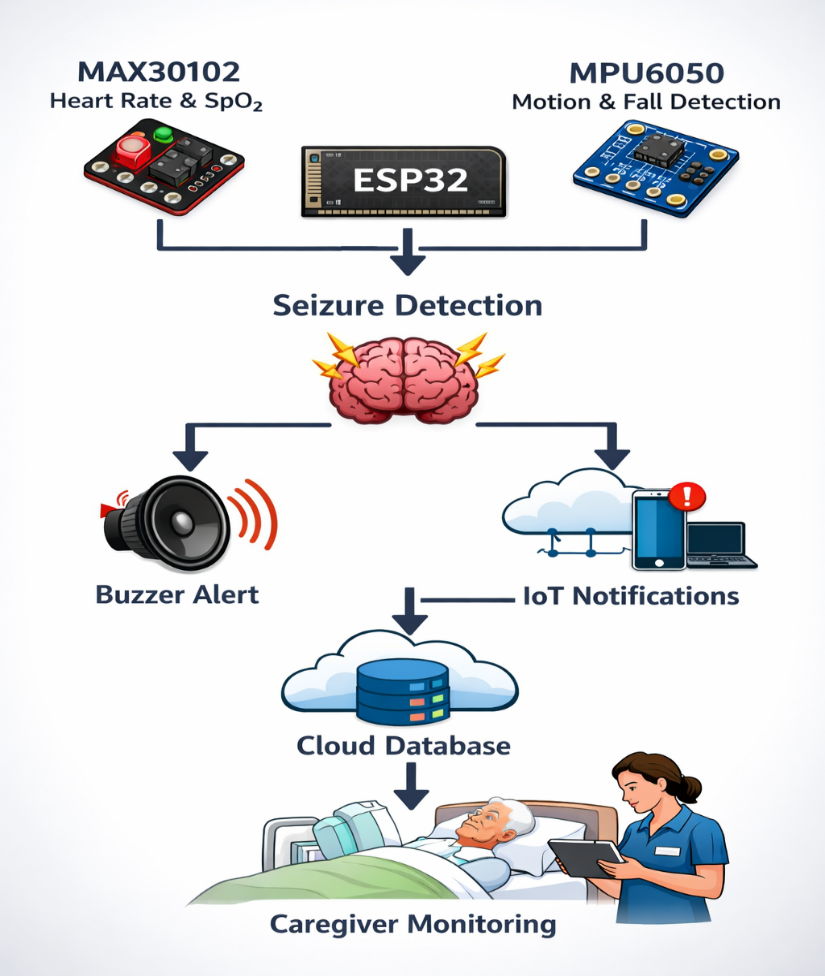 MAX30102
Heart Rate & SpO₂
MPU6050
Motion & Fall Detection
ESP32
Seizure Detection
!
Buzzer Alert
IoT Notifications
Cloud Database
Caregiver Monitoring